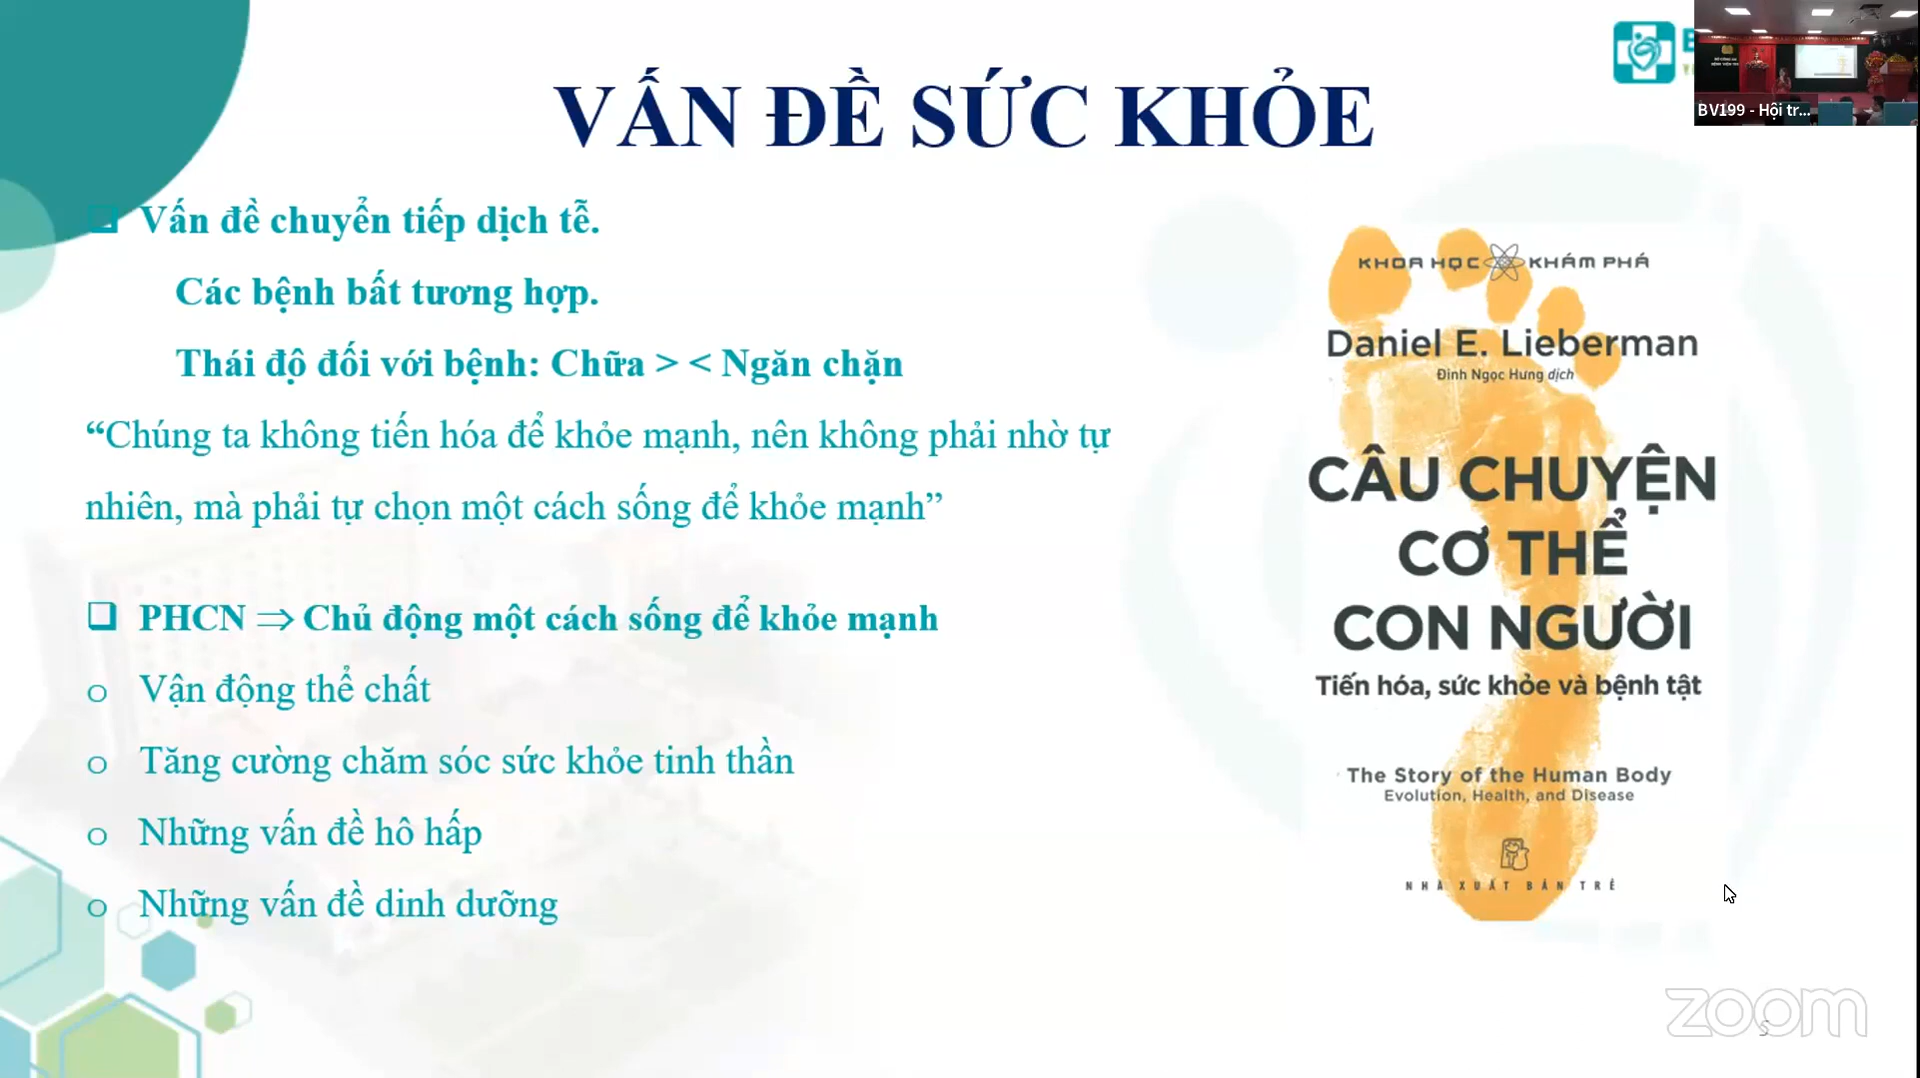 VẤN ĐỀ SỨC KHỎE
BV199 - Hội tr...
Vấn đề chuyển tiếp dịch tễ.
Các bệnh bất tương hợp.
Thái độ đối với bệnh: Chữa > < Ngăn chặn
“Chúng ta không tiến hóa để khỏe mạnh, nên không phải nhờ tự
nhiên, mà phải tự chọn một cách sống để khỏe mạnh”
PHCN ⇒ Chủ động một cách sống để khỏe mạnh
o Vận động thể chất
o Tăng cường chăm sóc sức khỏe tinh thần
o Những vấn đề hô hấp
o Những vấn đề dinh dưỡng
KHOA HỌC KHÁM PHÁ
Daniel E. Lieberman
Đinh Ngọc Hưng dịch
CÂU CHUYỆN
CƠ THỂ
CON NGƯỜI
Tiến hóa, sức khỏe và bệnh tật
The Story of the Human Body
Evolution, Health, and Disease
NHÀ XUẤT BẢN TRẺ
zoom
5